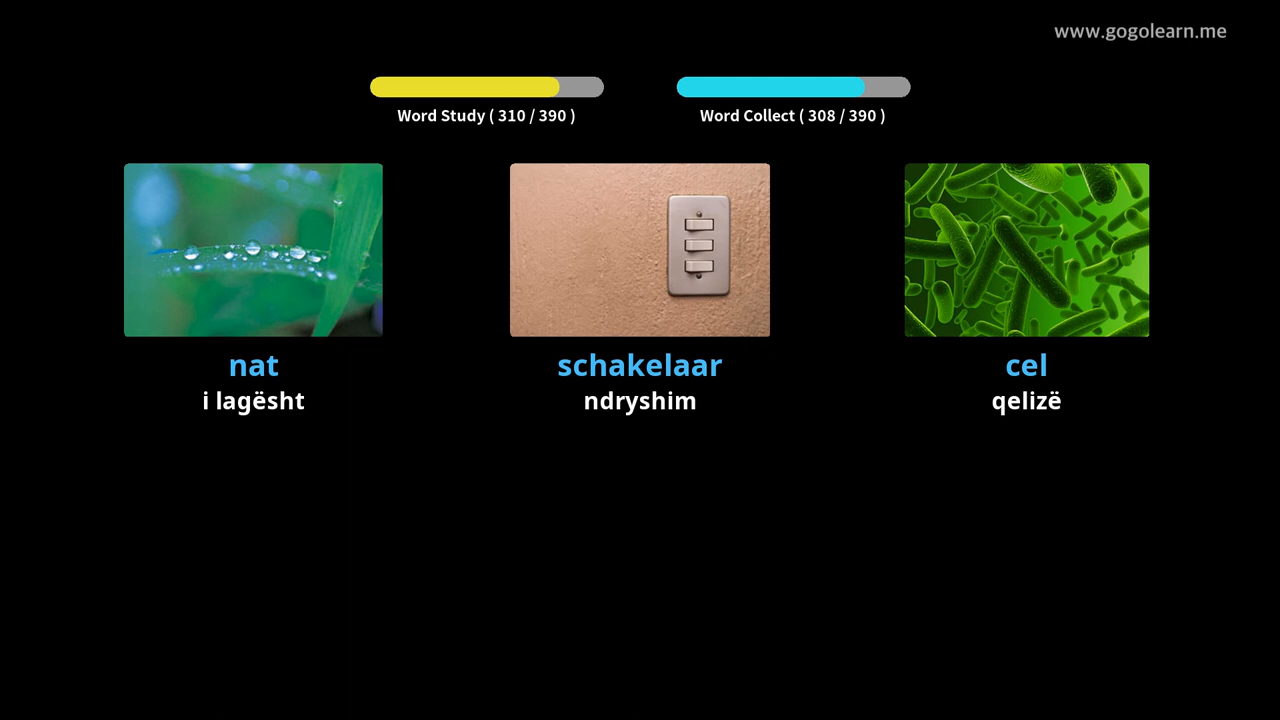 www.gogolearn.me
Word Study ( 310 / 390 )
Word Collect ( 308 / 390 )
nat
i lagësht
schakelaar
ndryshim
cel
qelizë